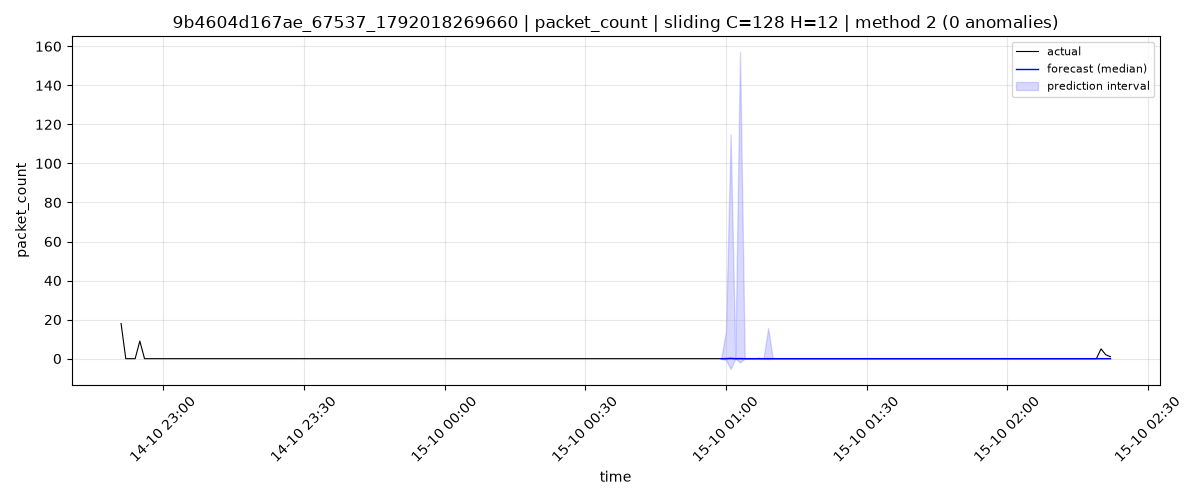 9b4604d167ae_67537_1792018269660 | packet_count | sliding C=128 H=12 | method 2 (0 anomalies)
actual
forecast (median)
prediction interval
packet_count
160
140
120
100
80
60
40
20
0
14-10 23:00
14-10 23:30
15-10 00:00
15-10 00:30
15-10 01:00
15-10 01:30
15-10 02:00
15-10 02:30
time